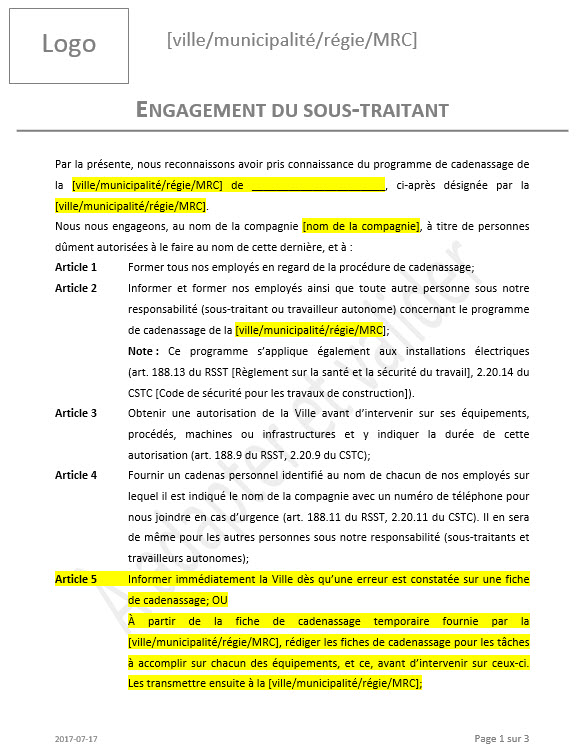 Logo
[ville/municipalité/régie/MRC]
ENGAGEMENT DU SOUS-TRAITANT
Par la présente, nous reconnaissons avoir pris connaissance du programme de cadenassage de
la [ville/municipalité/régie/MRC] de ______________________, ci-après désignée par la
[ville/municipalité/régie/MRC].
Nous nous engageons, au nom de la compagnie [nom de la compagnie], à titre de personnes
dûment autorisées à le faire au nom de cette dernière, et à :
Article 1 Former tous nos employés en regard de la procédure de cadenassage;
Article 2 Informer et former nos employés ainsi que toute autre personne sous notre
responsabilité (sous-traitant ou travailleur autonome) concernant le programme
de cadenassage de la [ville/municipalité/régie/MRC];
Note : Ce programme s’applique également aux installations électriques
(art. 188.13 du RSST [Règlement sur la santé et la sécurité du travail], 2.20.14 du
CSTC [Code de sécurité pour les travaux de construction]).
Article 3 Obtenir une autorisation de la Ville avant d’intervenir sur ses équipements,
procédés, machines ou infrastructures et y indiquer la durée de cette
autorisation (art. 188.9 du RSST, 2.20.9 du CSTC);
Article 4 Fournir un cadenas personnel identifié au nom de chacun de nos employés sur
lequel il est indiqué le nom de la compagnie avec un numéro de téléphone pour
nous joindre en cas d’urgence (art. 188.11 du RSST, 2.20.11 du CSTC). Il en sera
de même pour les autres personnes sous notre responsabilité (sous-traitants et
travailleurs autonomes);
Article 5 Informer immédiatement la Ville dès qu’une erreur est constatée sur une fiche
de cadenassage; OU
À partir de la fiche de cadenassage temporaire fournie par la
[ville/municipalité/régie/MRC], rédiger les fiches de cadenassage pour les tâches
à accomplir sur chacun des équipements, et ce, avant d’intervenir sur ceux-ci.
Les transmettre ensuite à la [ville/municipalité/régie/MRC];
À adapter et valider
2017-07-17 Page 1 sur 3